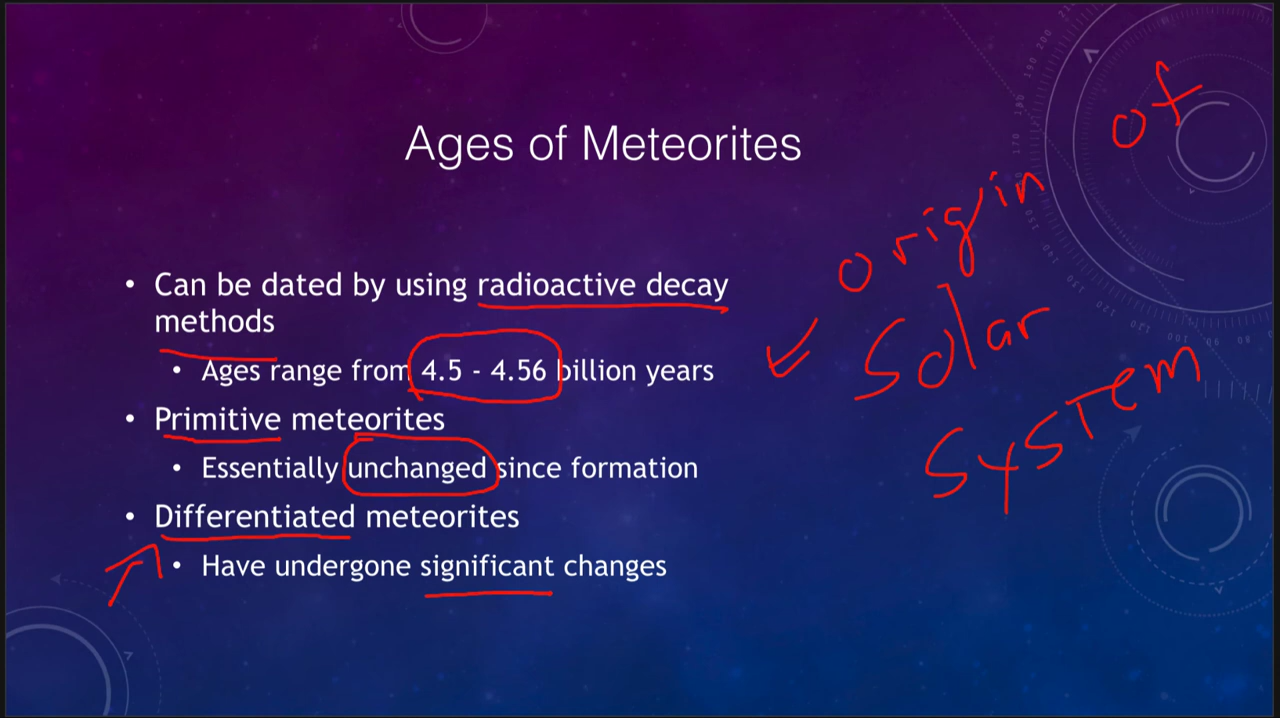 Ages of Meteorites
• Can be dated by using radioactive decay
methods
• Ages range from 4.5 - 4.56 billion years
• Primitive meteorites
• Essentially unchanged since formation
• Differentiated meteorites
• Have undergone significant changes
origin of
Solar
System